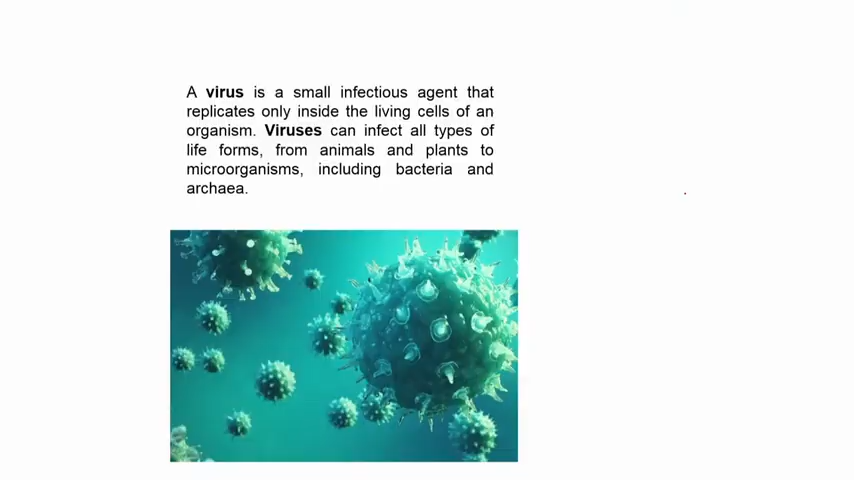 A virus is a small infectious agent that
replicates only inside the living cells of an
organism. Viruses can infect all types of
life forms, from animals and plants to
microorganisms, including bacteria and
archaea.